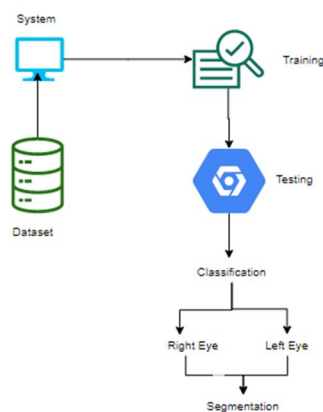 System
Training
Dataset
Testing
Classification
Right Eye
Left Eye
Segmentation